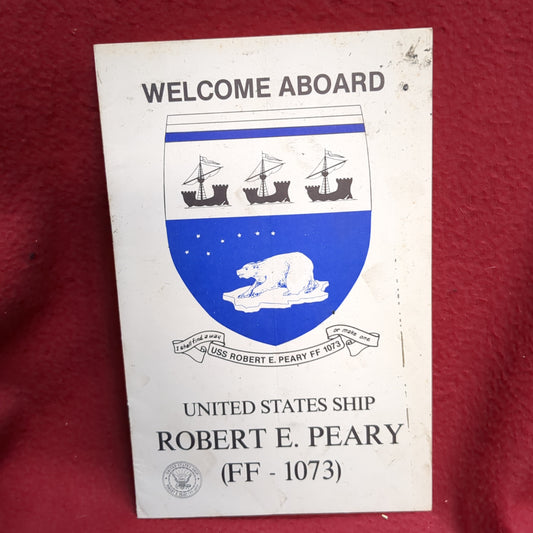 WELCOME ABOARD
I shall find a way
or make one
USS ROBERT E. PEARY FF 1073
UNITED STATES SHIP
ROBERT E. PEARY
(FF - 1073)